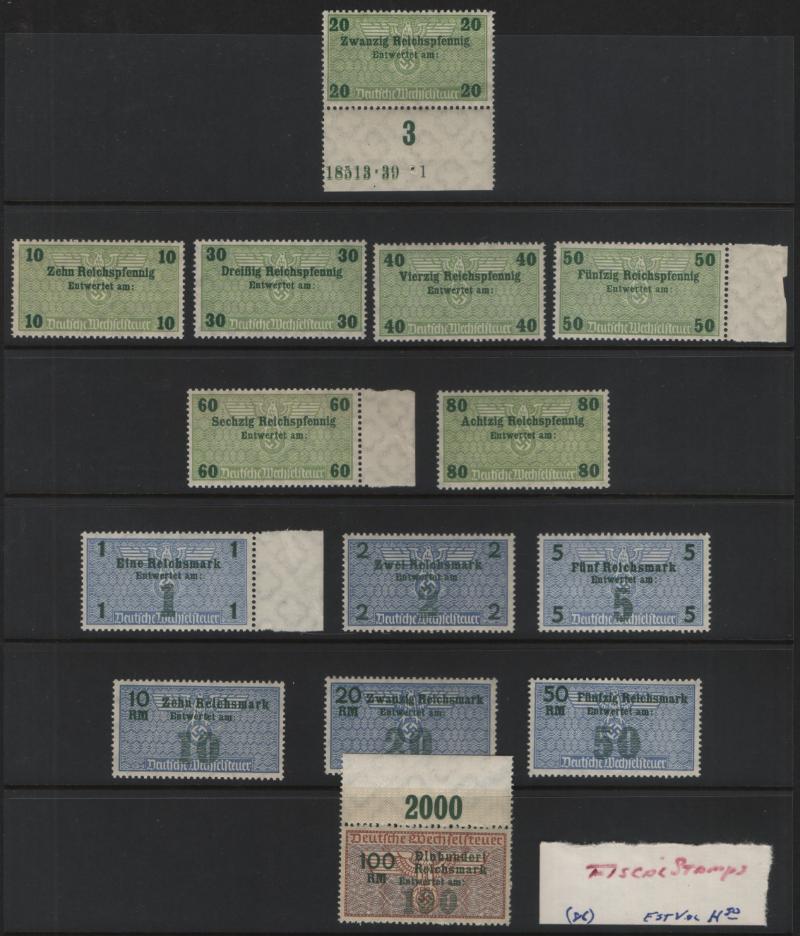 20 20
Zwanzig Reichspfennig
Entwertet am:
20 Deutsche Wechselsteuer 20
3
18513·39 ·1
10 10
Zehn Reichspfennig
Entwertet am:
10 Deutsche Wechselsteuer 10
30 30
Dreißig Reichspfennig
Entwertet am:
30 Deutsche Wechselsteuer 30
40 40
Vierzig Reichspfennig
Entwertet am:
40 Deutsche Wechselsteuer 40
50 50
Fünfzig Reichspfennig
Entwertet am:
50 Deutsche Wechselsteuer 50
60 60
Sechzig Reichspfennig
Entwertet am:
60 Deutsche Wechselsteuer 60
80 80
Achtzig Reichspfennig
Entwertet am:
80 Deutsche Wechselsteuer 80
1 1
Eine Reichsmark
Entwertet am:
1
1 1
Deutsche Wechselsteuer
2 2
Zwei Reichsmark
Entwertet am:
2
2 2
Deutsche Wechselsteuer
5 5
Fünf Reichsmark
Entwertet am:
5
5 5
Deutsche Wechselsteuer
10 Zehn Reichsmark
RM Entwertet am:
10
Deutsche Wechselsteuer
20 Zwanzig Reichsmark
RM Entwertet am:
20
50 Fünfzig Reichsmark
RM Entwertet am:
50
Deutsche Wechselsteuer
2000
Deutsche Wechselsteuer
100 Einhundert
RM Reichsmark
Entwertet am:
100
Fiscal Stamps
Est Val